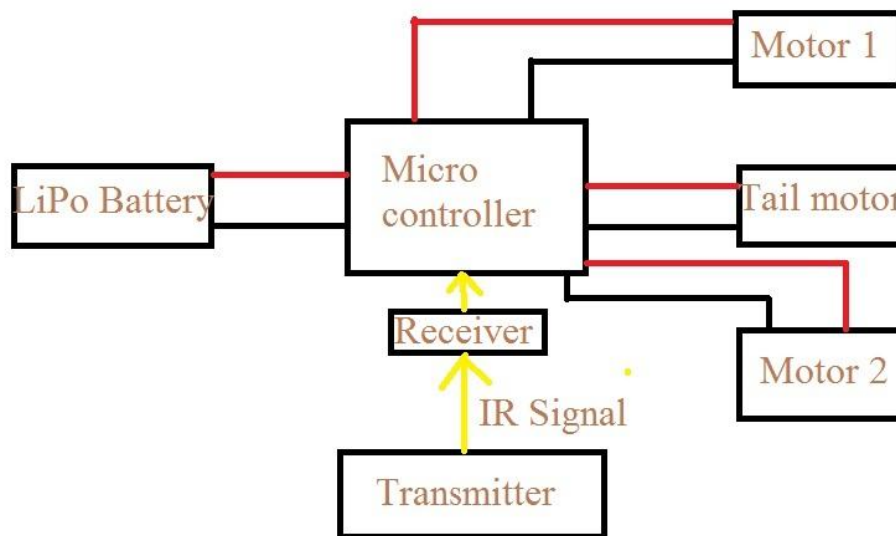 Motor 1
Micro
controller
LiPo Battery
Tail motor
Receiver
Motor 2
IR Signal
Transmitter